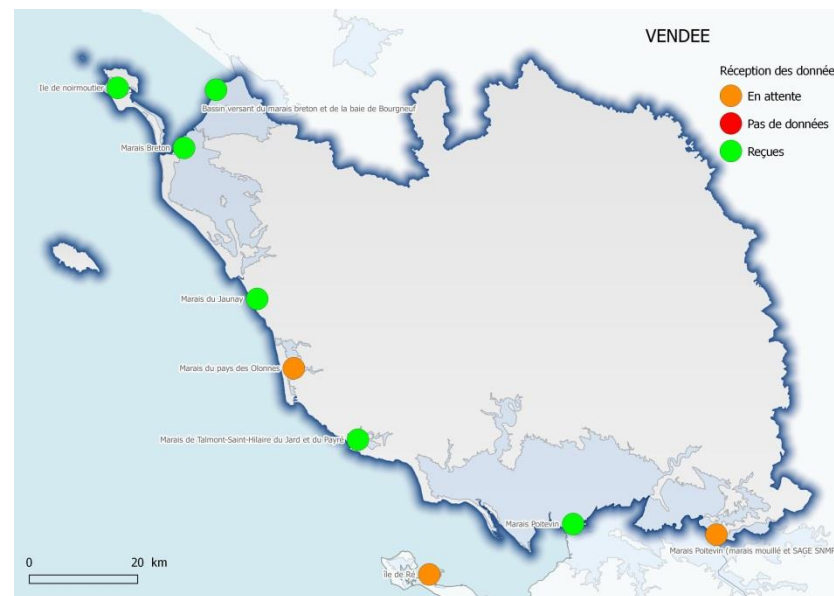 VENDEE
Réception des donnée
En attente
Pas de données
Reçues
Ile de noirmoutier
Bassin versant du marais breton et de la baie de Bourgneuf
Marais Breton
Marais du Jaunay
Marais du pays des Olonnes
Marais de Talmont-Saint-Hilaire du Jard et du Payré
Marais Poitevin
Marais Poitevin (marais mouillé et SAGE SNMP
île de Ré
0 20 km